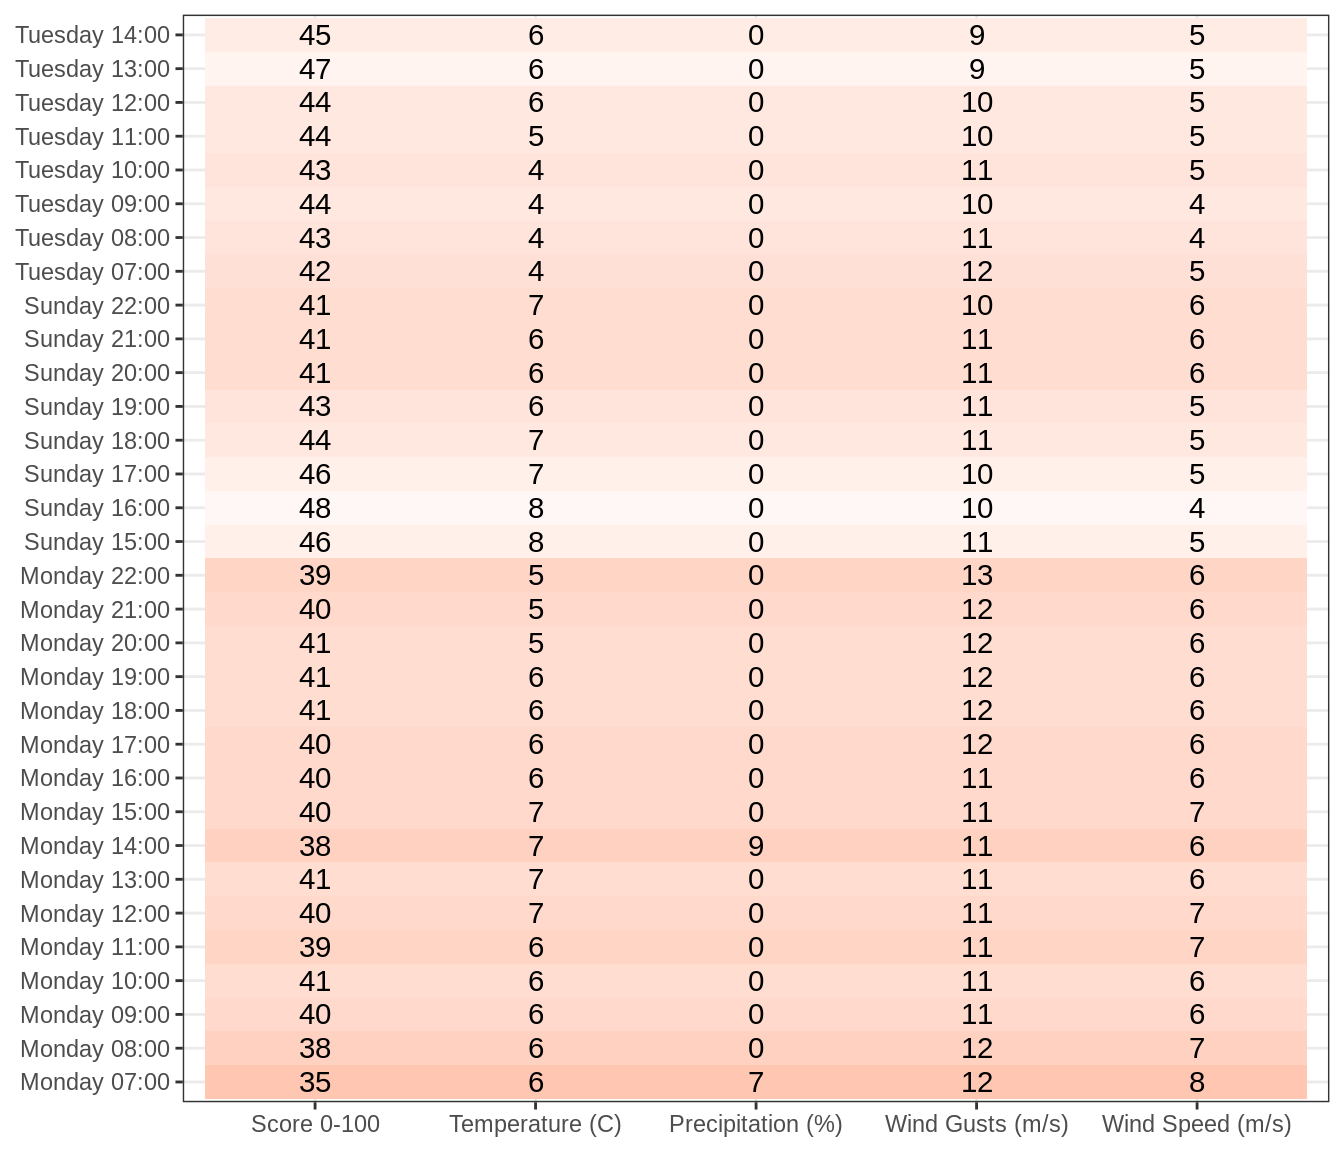 Tuesday 14:00 45 6 0 9 5
Tuesday 13:00 47 6 0 9 5
Tuesday 12:00 44 6 0 10 5
Tuesday 11:00 44 5 0 10 5
Tuesday 10:00 43 4 0 11 5
Tuesday 09:00 44 4 0 10 4
Tuesday 08:00 43 4 0 11 4
Tuesday 07:00 42 4 0 12 5
Sunday 22:00 41 7 0 10 6
Sunday 21:00 41 6 0 11 6
Sunday 20:00 41 6 0 11 6
Sunday 19:00 43 6 0 11 5
Sunday 18:00 44 7 0 11 5
Sunday 17:00 46 7 0 10 5
Sunday 16:00 48 8 0 10 4
Sunday 15:00 46 8 0 11 5
Monday 22:00 39 5 0 13 6
Monday 21:00 40 5 0 12 6
Monday 20:00 41 5 0 12 6
Monday 19:00 41 6 0 12 6
Monday 18:00 41 6 0 12 6
Monday 17:00 40 6 0 12 6
Monday 16:00 40 6 0 11 6
Monday 15:00 40 7 0 11 7
Monday 14:00 38 7 9 11 6
Monday 13:00 41 7 0 11 6
Monday 12:00 40 7 0 11 7
Monday 11:00 39 6 0 11 7
Monday 10:00 41 6 0 11 6
Monday 09:00 40 6 0 11 6
Monday 08:00 38 6 0 12 7
Monday 07:00 35 6 7 12 8
Score 0-100 Temperature (C) Precipitation (%) Wind Gusts (m/s) Wind Speed (m/s)